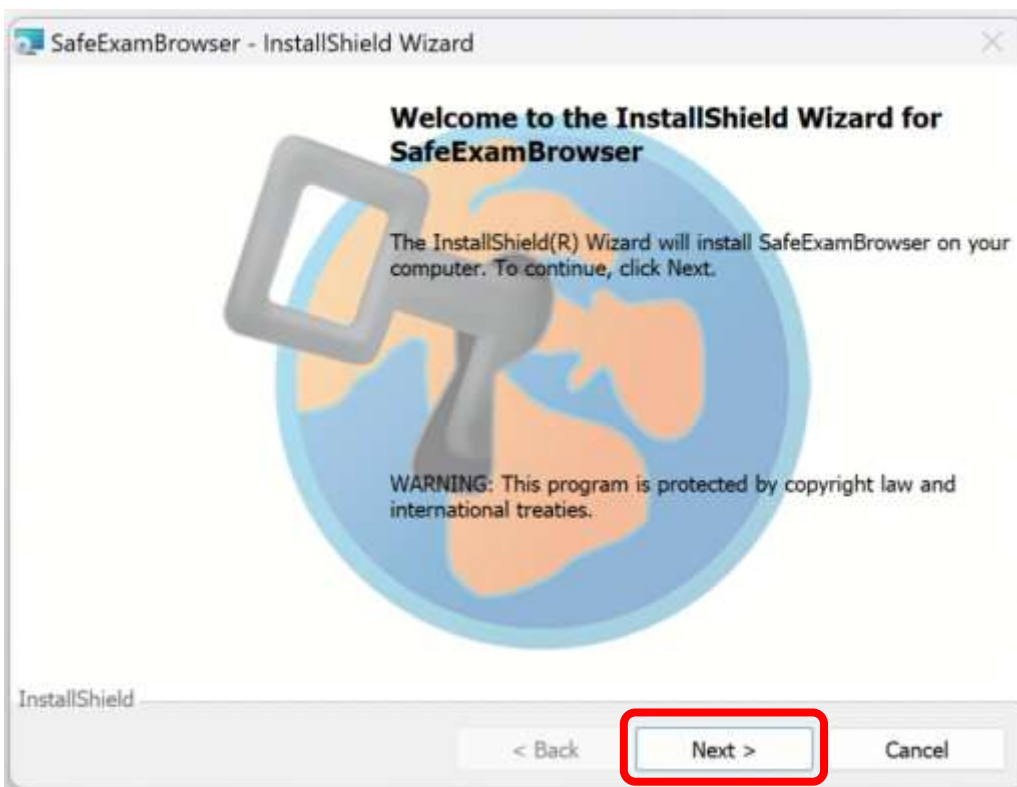 SafeExamBrowser - InstallShield Wizard
Welcome to the InstallShield Wizard for
SafeExamBrowser
The InstallShield(R) Wizard will install SafeExamBrowser on your
computer. To continue, click Next.
WARNING: This program is protected by copyright law and
international treaties.
InstallShield
< Back Next > Cancel